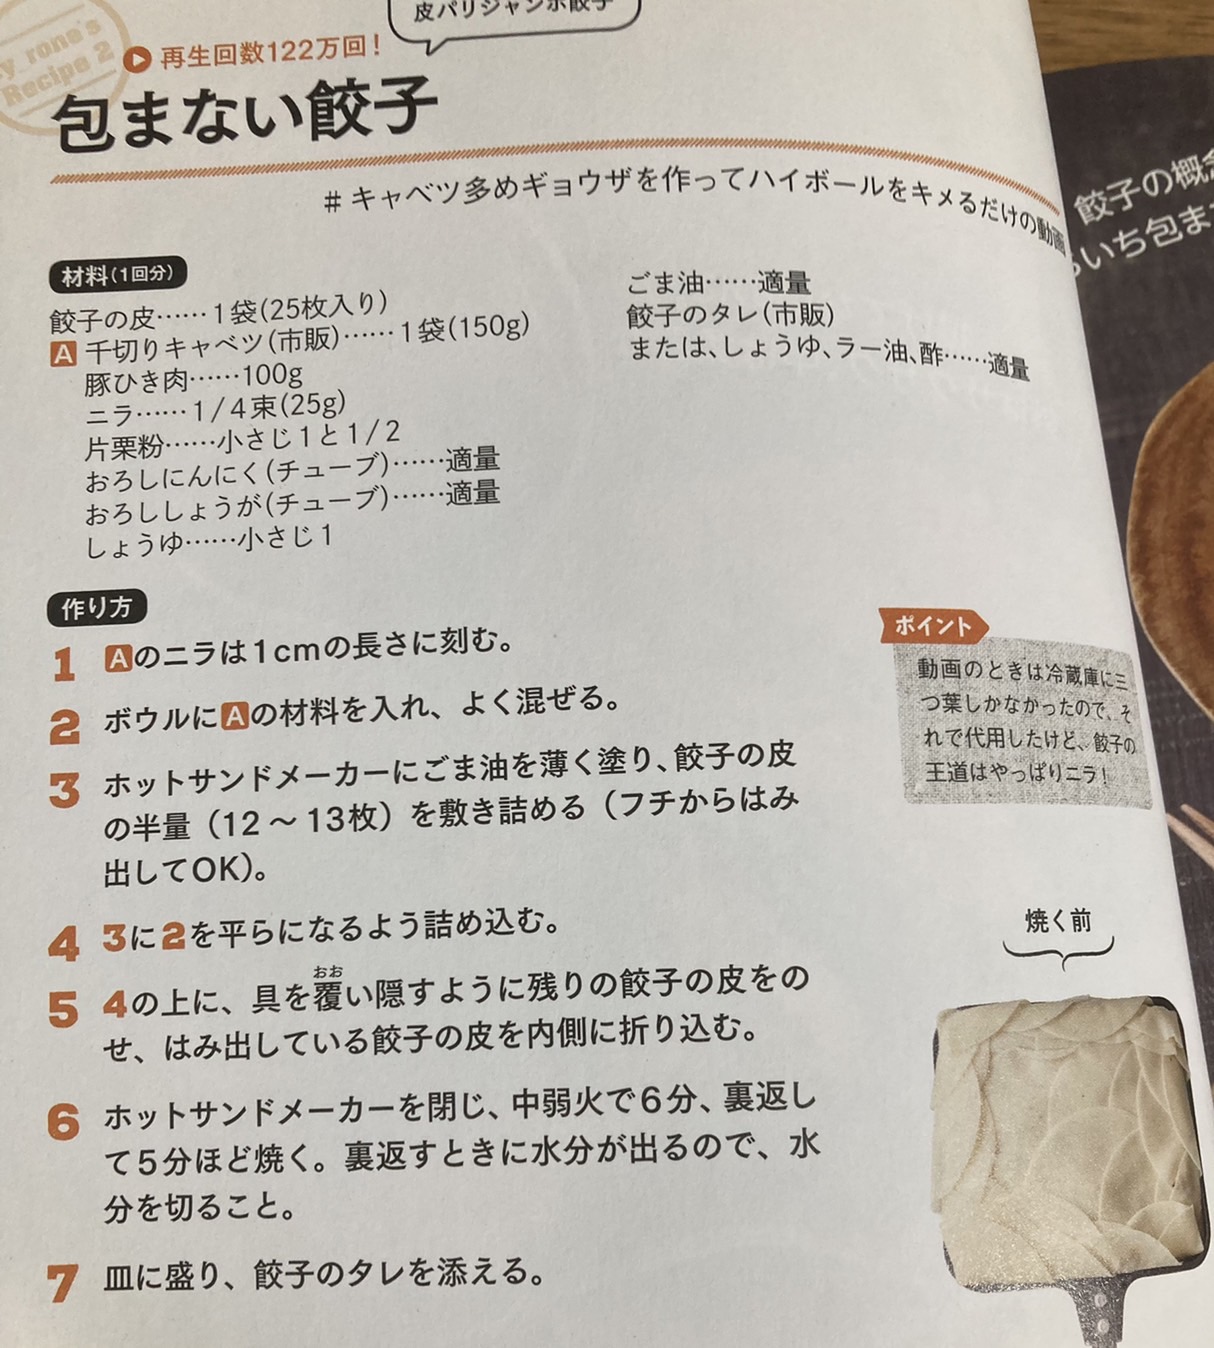 皮パリジャンボ餃子
y_rona's
Recipe 2
再生回数122万回！
包まない餃子
#キャベツ多めギョウザを作ってハイボールをキメるだけの動画
材料(1回分)
餃子の皮……1袋(25枚入り)
A 千切りキャベツ(市販)……1袋(150g)
豚ひき肉……100g
ニラ……1/4束(25g)
片栗粉……小さじ1と1/2
おろしにんにく(チューブ)……適量
おろししょうが(チューブ)……適量
しょうゆ……小さじ1
ごま油……適量
餃子のタレ(市販)
または、しょうゆ、ラー油、酢……適量
作り方
1 Aのニラは1cmの長さに刻む。
2 ボウルにAの材料を入れ、よく混ぜる。
3 ホットサンドメーカーにごま油を薄く塗り、餃子の皮
の半量（12～13枚）を敷き詰める（フチからはみ
出してOK）。
4 3に2を平らになるよう詰め込む。
おお
5 4の上に、具を覆い隠すように残りの餃子の皮をの
せ、はみ出している餃子の皮を内側に折り込む。
6 ホットサンドメーカーを閉じ、中弱火で6分、裏返し
て5分ほど焼く。裏返すときに水分が出るので、水
分を切ること。
7 皿に盛り、餃子のタレを添える。
ポイント
動画のときは冷蔵庫に三
つ葉しかなかったので、そ
れで代用したけど、餃子の
王道はやっぱりニラ！
焼く前
餃子の概念
いち包ま